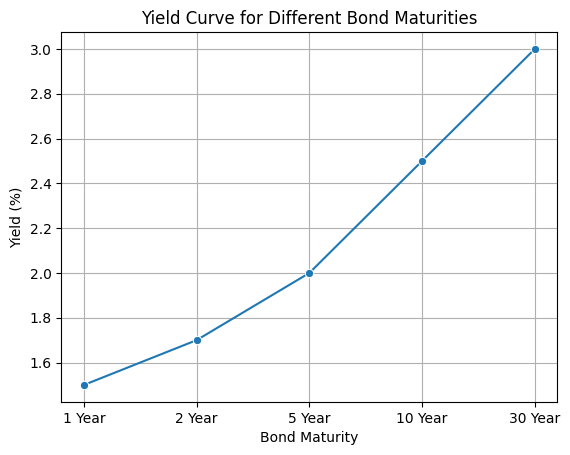 Yield Curve for Different Bond Maturities
Yield (%)
3.0
2.8
2.6
2.4
2.2
2.0
1.8
1.6
1 Year 2 Year 5 Year 10 Year 30 Year
Bond Maturity